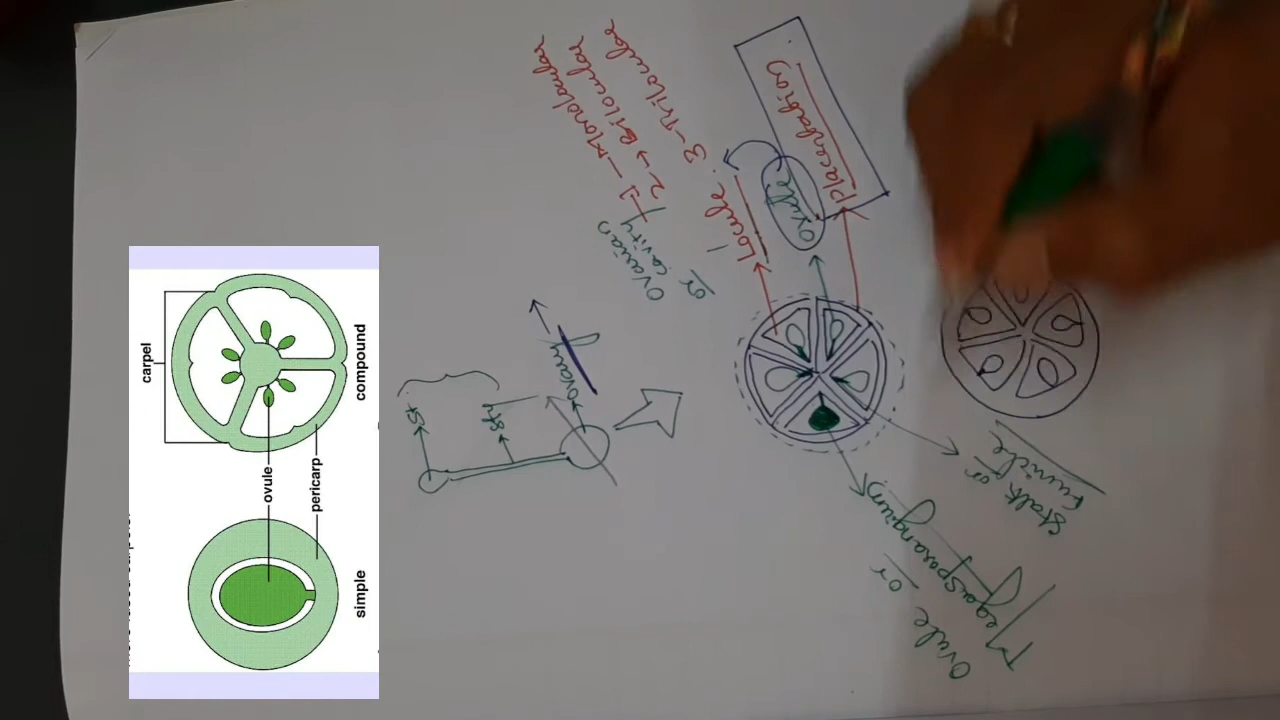 1 — Monolocular
2 → Bilocular
3 - Trilocular
Ovarian
cavity
or
Locule
ovule
Placentation
Ovary
Sty
St
Stalk or
Funicle
Ovule or
Megasporangium
carpel
ovule
pericarp
compound
simple